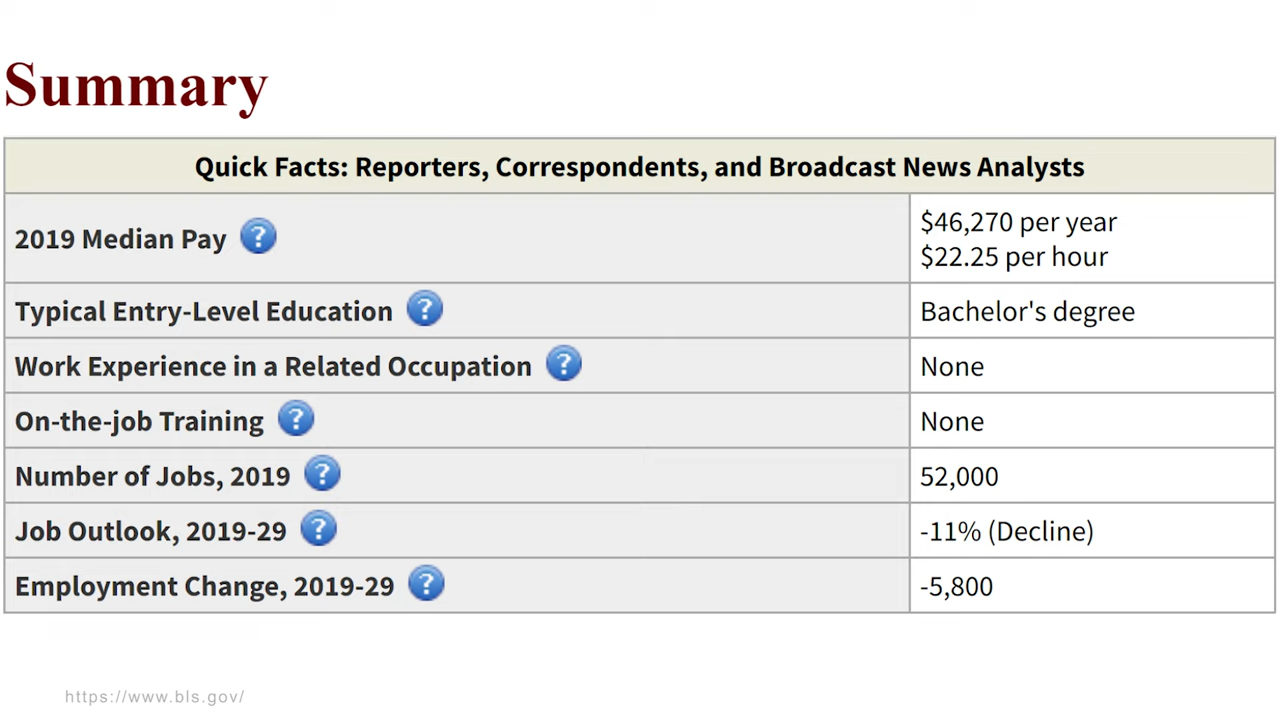 Summary
Quick Facts: Reporters, Correspondents, and Broadcast News Analysts
2019 Median Pay ?
$46,270 per year
$22.25 per hour
Typical Entry-Level Education ? Bachelor's degree
Work Experience in a Related Occupation ? None
On-the-job Training ? None
Number of Jobs, 2019 ? 52,000
Job Outlook, 2019-29 ? -11% (Decline)
Employment Change, 2019-29 ? -5,800
https://www.bls.gov/